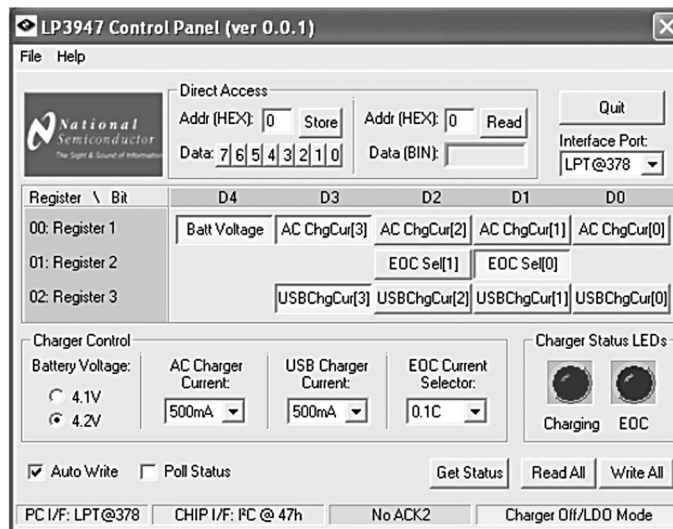 LP3947 Control Panel (ver 0.0.1)
File Help
National
Semiconductor
The Sight & Sound of Information
Direct Access
Addr (HEX): 0 Store
Data: 7 6 5 4 3 2 1 0
Addr (HEX): 0 Read
Data (BIN):
Quit
Interface Port:
LPT@378
Register \ Bit D4 D3 D2 D1 D0
00: Register 1 Batt Voltage AC ChgCur[3] AC ChgCur[2] AC ChgCur[1] AC ChgCur[0]
01: Register 2 EOC Sel[1] EOC Sel[0]
02: Register 3 USBChgCur[3] USBChgCur[2] USBChgCur[1] USBChgCur[0]
Charger Control
Battery Voltage:
4.1V
4.2V
AC Charger
Current:
500mA
USB Charger
Current:
500mA
EOC Current
Selector:
0.1C
Charger Status LEDs
Charging EOC
Auto Write Poll Status Get Status Read All Write All
PC I/F: LPT@378 CHIP I/F: I²C @ 47h No ACK2 Charger Off/LDO Mode